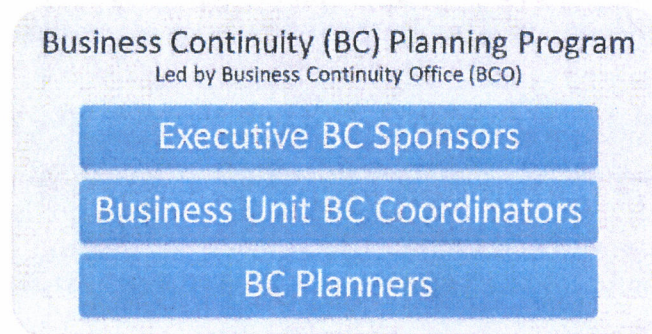 Business Continuity (BC) Planning Program
Led by Business Continuity Office (BCO)
Executive BC Sponsors
Business Unit BC Coordinators
BC Planners